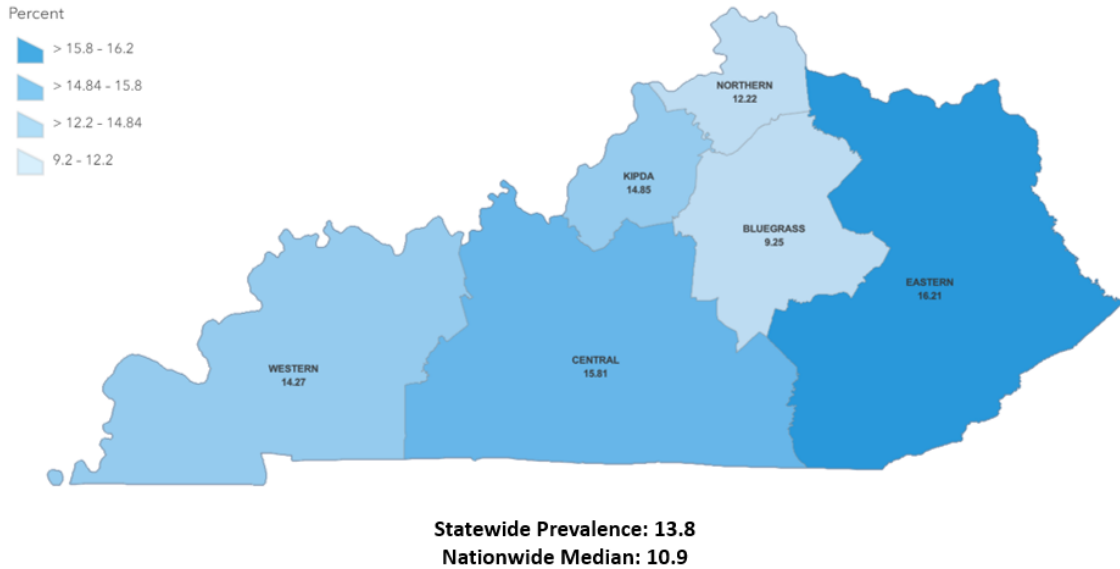 Percent
> 15.8 - 16.2
> 14.84 - 15.8
> 12.2 - 14.84
9.2 - 12.2
NORTHERN
12.22
KIPDA
14.85
BLUEGRASS
9.25
EASTERN
16.21
WESTERN
14.27
CENTRAL
15.81
Statewide Prevalence: 13.8
Nationwide Median: 10.9